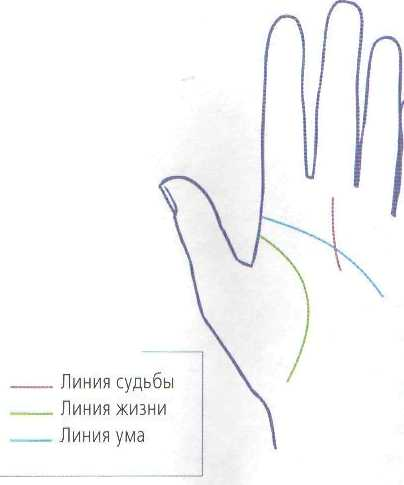 Линия судьбы
Линия жизни
Линия ума